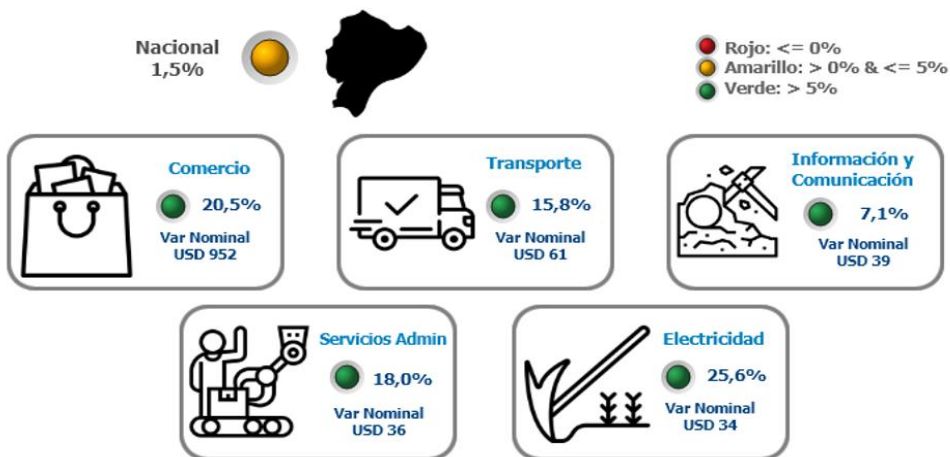 Nacional
1,5%
Rojo: <= 0%
Amarillo: > 0% & <= 5%
Verde: > 5%
Comercio
20,5%
Var Nominal
USD 952
Transporte
15,8%
Var Nominal
USD 61
Información y
Comunicación
7,1%
Var Nominal
USD 39
Servicios Admin
18,0%
Var Nominal
USD 36
Electricidad
25,6%
Var Nominal
USD 34